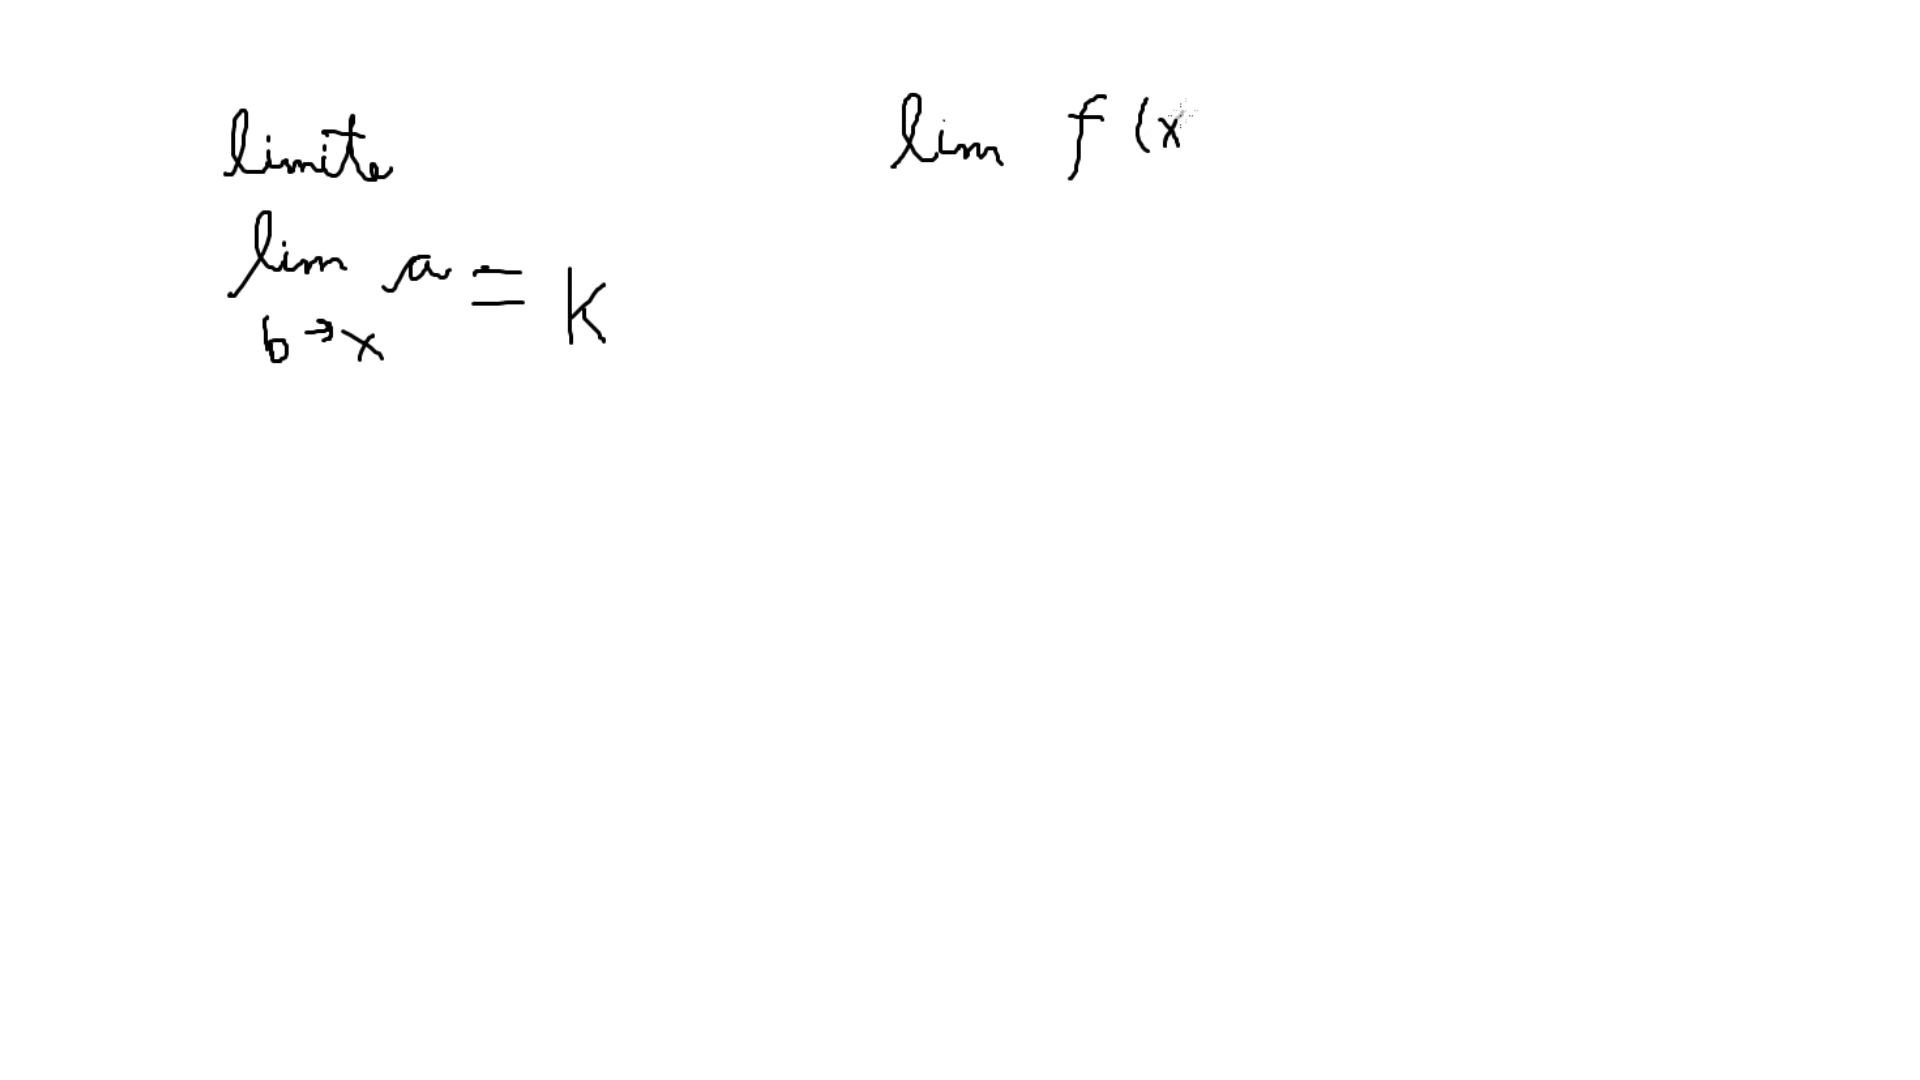 limite
lim a = K
b→x
lim f(x